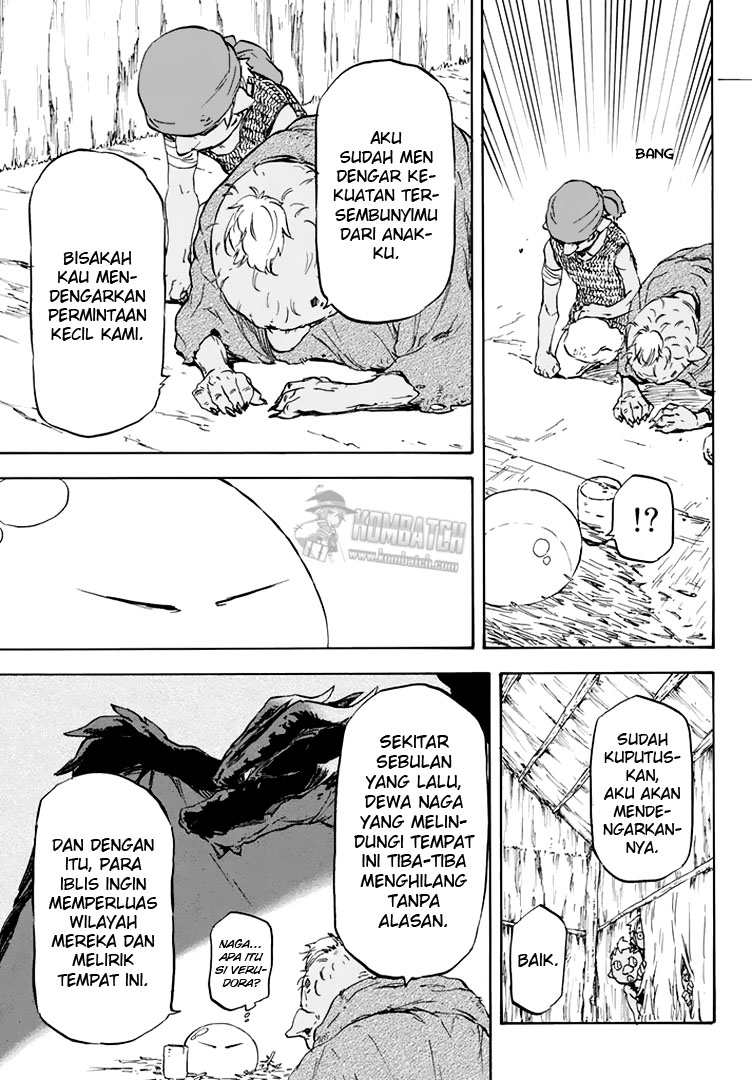 BANG
!?
AKU
SUDAH MEN
DENGAR KE-
KUATAN TER-
SEMBUNYIMU
DARI ANAK-
KU.
BISAKAH
KAU MEN-
DENGARKAN
PERMINTAAN
KECIL KAMI.
KOMBATCH
www.kombatch.com
SUDAH
KUPUTUS-
KAN,
AKU AKAN
MENDE-
NGARKAN-
NYA.
BAIK.
SEKITAR
SEBULAN
YANG LALU,
DEWA NAGA
YANG MELIN-
DUNGI TEMPAT
INI TIBA-TIBA
MENGHILANG
TANPA
ALASAN.
DAN DENGAN
ITU, PARA
IBLIS INGIN
MEMPERLUAS
WILAYAH
MEREKA DAN
MELIRIK
TEMPAT INI.
NAGA...
APA ITU
SI VERU-
DORA?